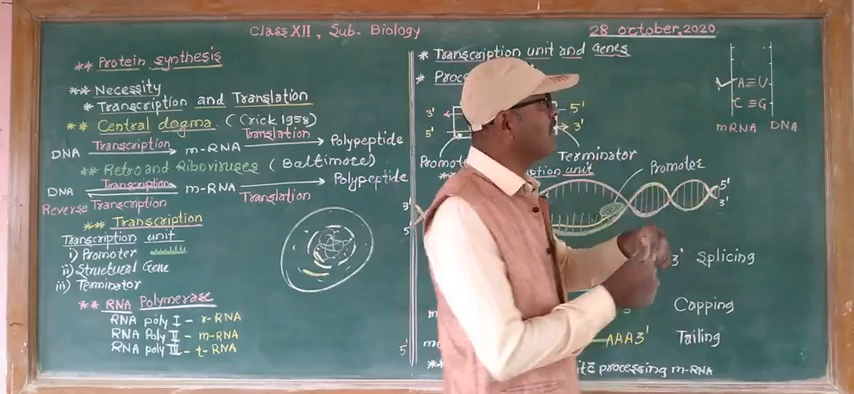 Class XII, Sub- Biology
28 october, 2020
** Protein synthesis
** Necessity
* Transcription and Translation
** Central dogma (Crick 1958)
DNA Transcription m-RNA Translation Polypeptide
** Retro and Riboviruses (Baltimore)
DNA Transcription m-RNA Polypeptide
Reverse Transcription Translation
** Transcription
Transcription unit
i) Promoter
ii) Structural Gene
iii) Terminator
** RNA Polymerase
RNA poly I - r-RNA
RNA Poly II - m-RNA
RNA poly III - t-RNA
3'
5'
5'
* Transcription unit and Genes
*
3' 5'
5' 3'
Terminator
unit
Promoter
5'
3'
3' Splicing
Capping
AAA3' Tailing
processing m-RNA
A≡U
C≡G
mRNA DNA